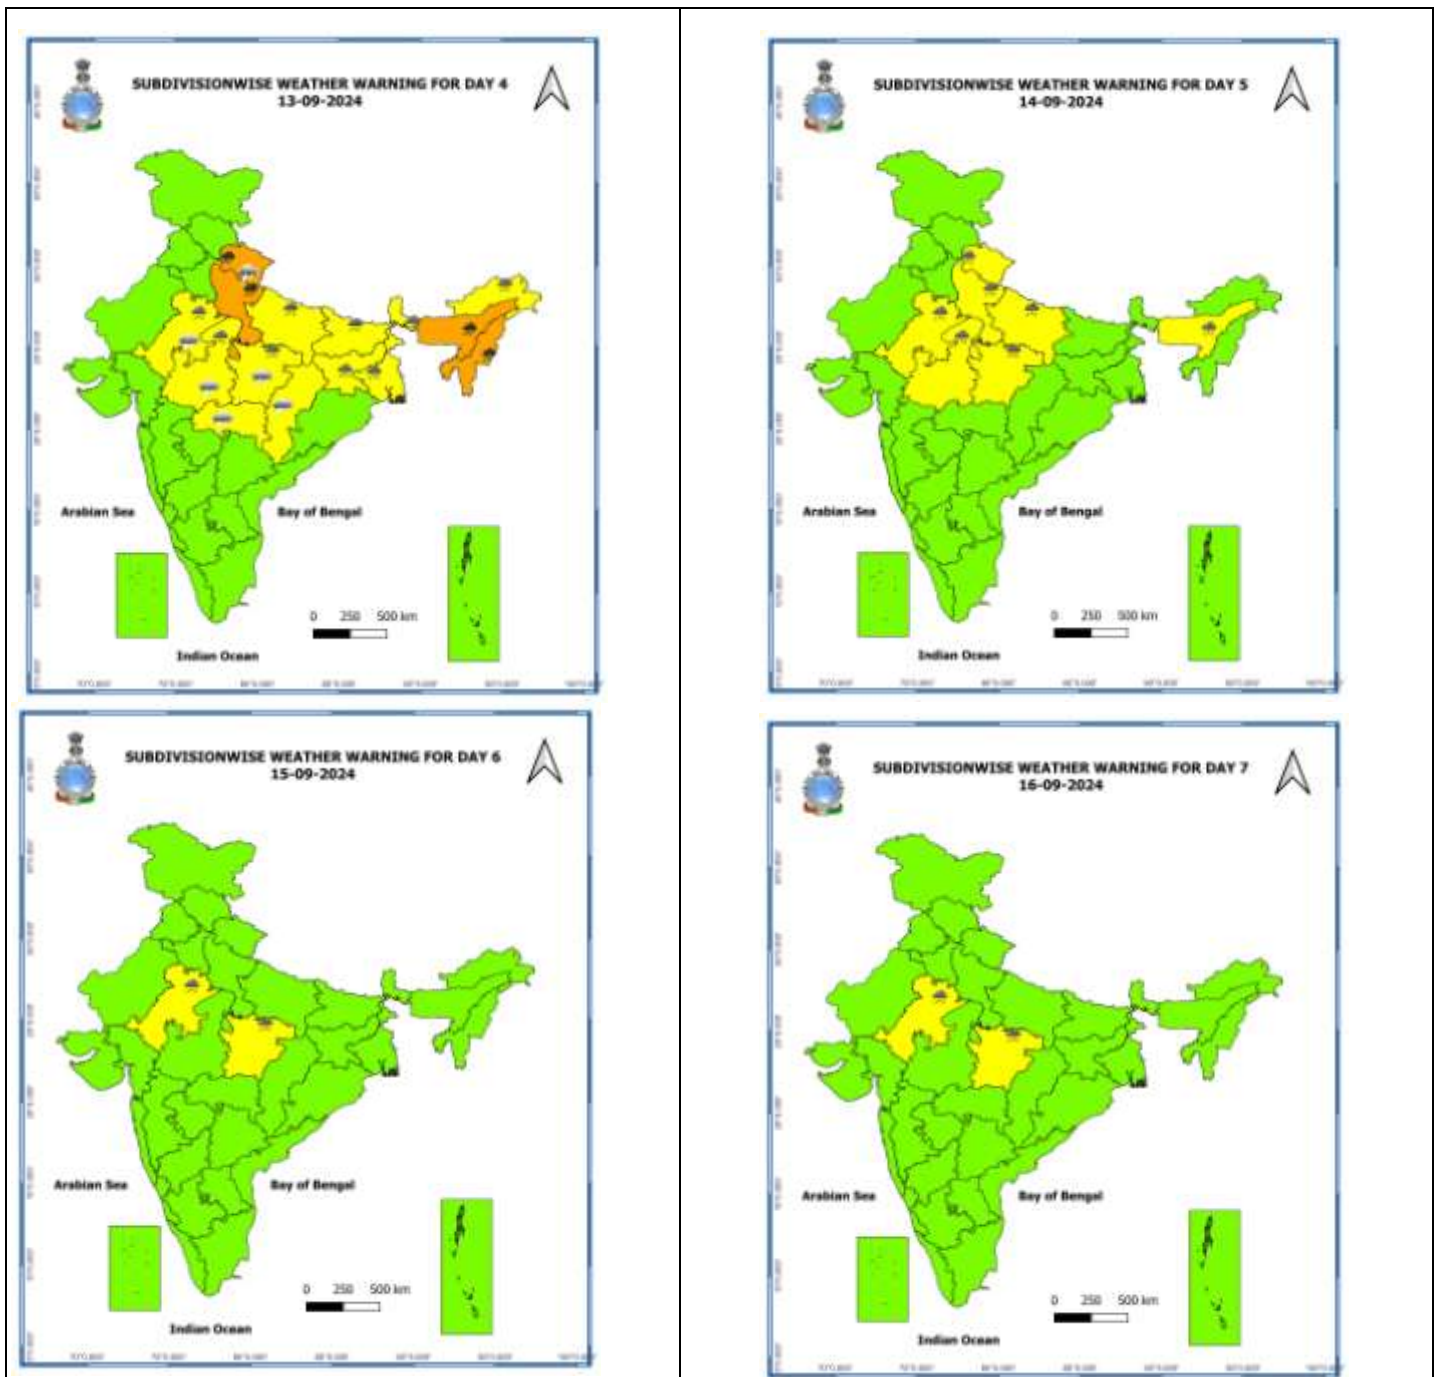 SUBDIVISIONWISE WEATHER WARNING FOR DAY 4
13-09-2024
Arabian Sea
Bay of Bengal
0 250 500 km
Indian Ocean
SUBDIVISIONWISE WEATHER WARNING FOR DAY 5
14-09-2024
Arabian Sea
Bay of Bengal
0 250 500 km
Indian Ocean
SUBDIVISIONWISE WEATHER WARNING FOR DAY 6
15-09-2024
Arabian Sea
Bay of Bengal
0 250 500 km
Indian Ocean
SUBDIVISIONWISE WEATHER WARNING FOR DAY 7
16-09-2024
Arabian Sea
Bay of Bengal
0 250 500 km
Indian Ocean